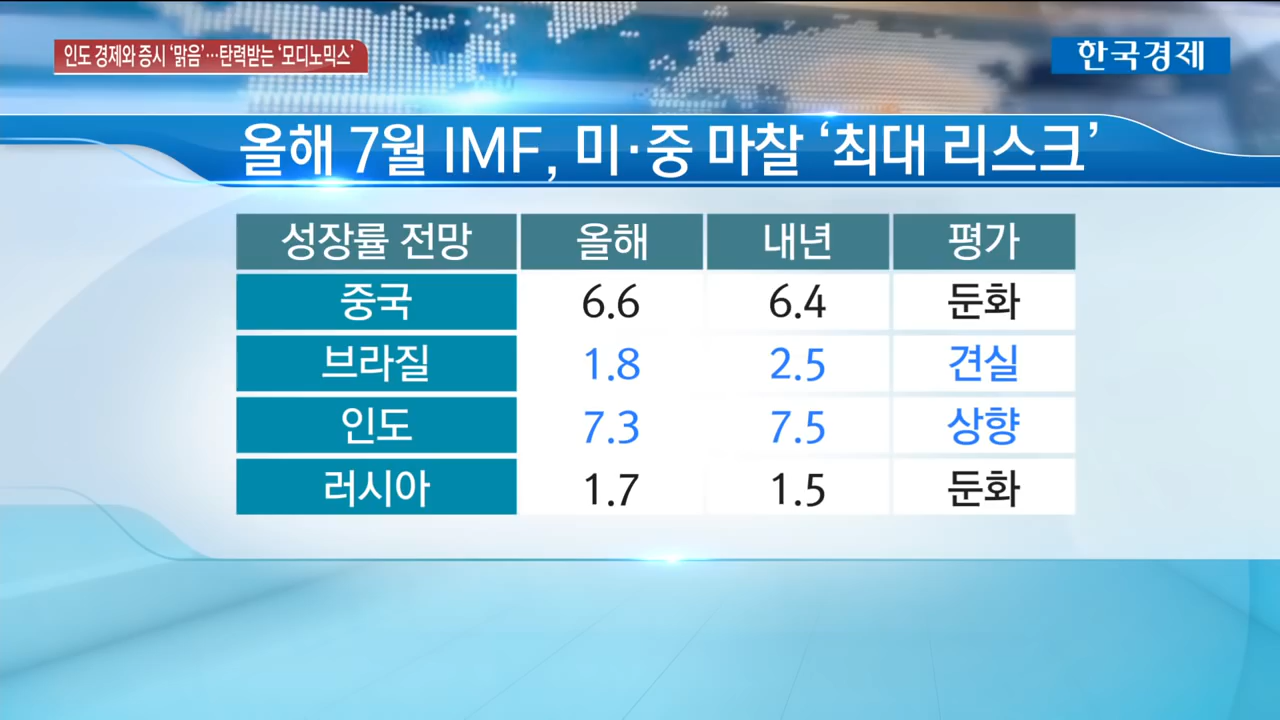 인도 경제와 증시 ‘맑음’…탄력받는 ‘모디노믹스’
한국경제
올해 7월 IMF, 미·중 마찰 ‘최대 리스크’
성장률 전망 올해 내년 평가
중국 6.6 6.4 둔화
브라질 1.8 2.5 견실
인도 7.3 7.5 상향
러시아 1.7 1.5 둔화